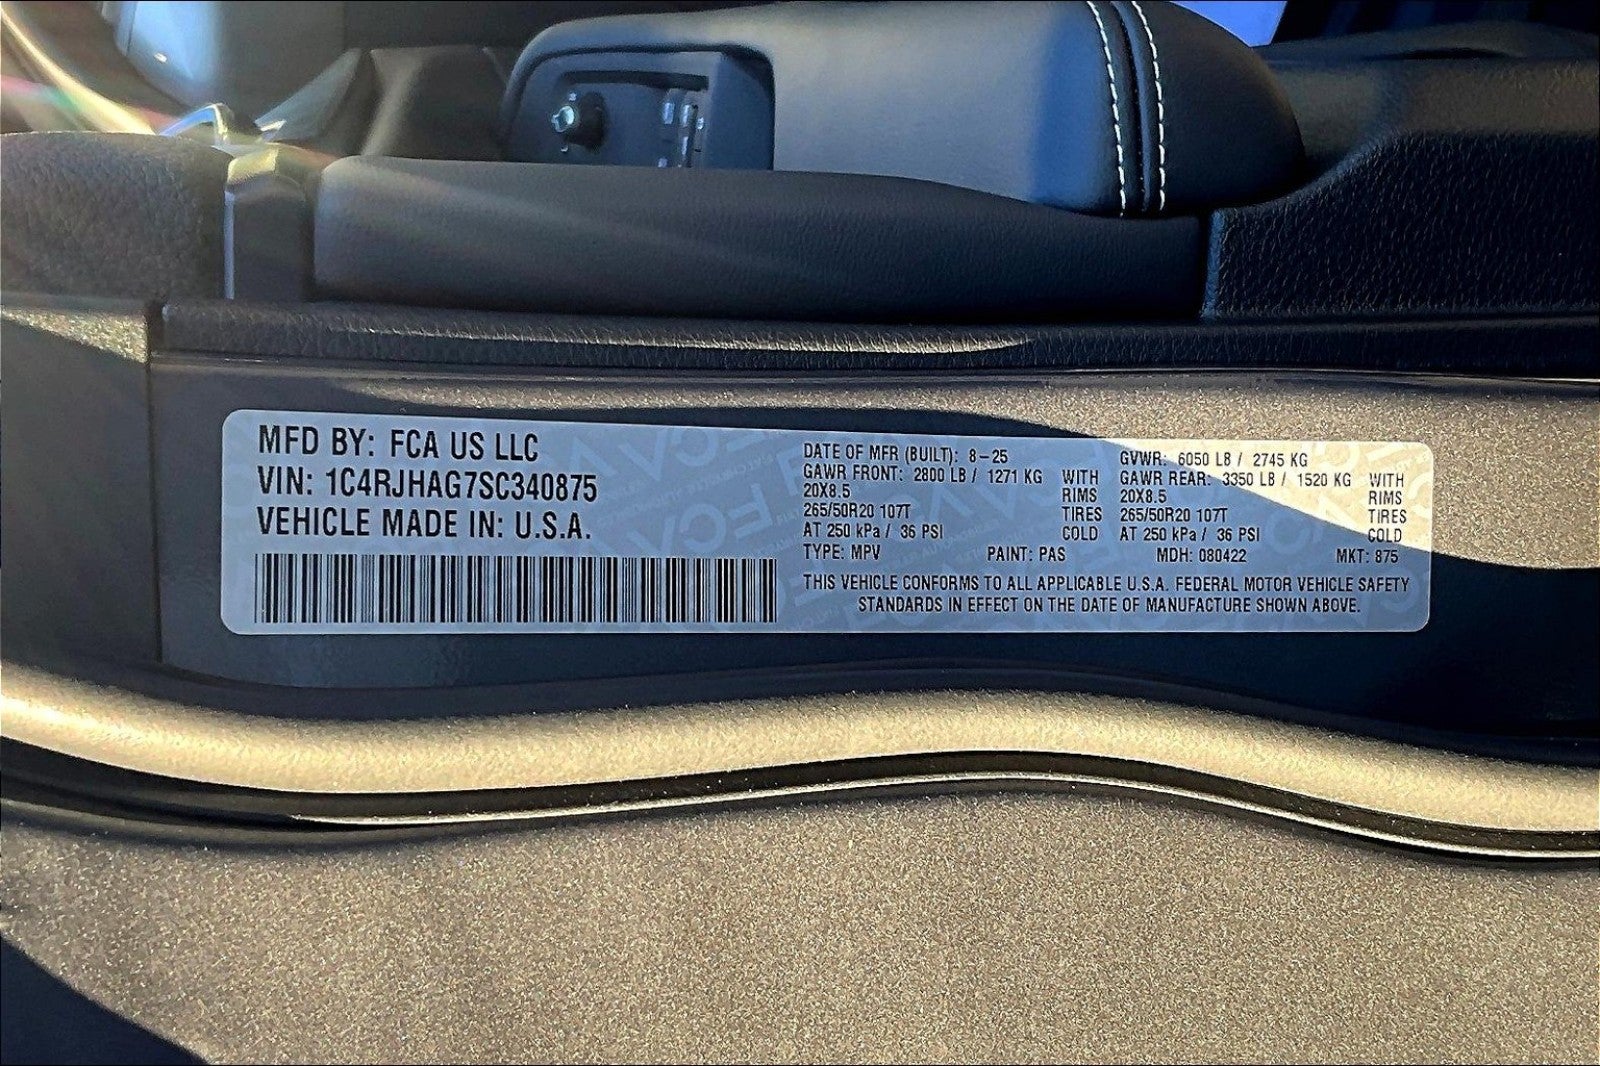 MFD BY: FCA US LLC
VIN: 1C4RJHAG7SC340875
VEHICLE MADE IN: U.S.A.
DATE OF MFR (BUILT): 8-25 GVWR: 6050 LB / 2745 KG
GAWR FRONT: 2800 LB / 1271 KG WITH GAWR REAR: 3350 LB / 1520 KG WITH
20X8.5 RIMS 20X8.5 RIMS
265/50R20 107T TIRES 265/50R20 107T TIRES
AT 250 kPa / 36 PSI COLD AT 250 kPa / 36 PSI COLD
TYPE: MPV PAINT: PAS MDH: 080422 MKT: 875
THIS VEHICLE CONFORMS TO ALL APPLICABLE U.S.A. FEDERAL MOTOR VEHICLE SAFETY
STANDARDS IN EFFECT ON THE DATE OF MANUFACTURE SHOWN ABOVE.